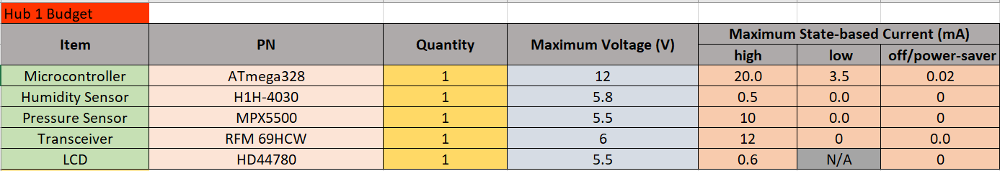 Hub 1 Budget
Item PN Quantity Maximum Voltage (V) Maximum State-based Current (mA)
high low off/power-saver
Microcontroller ATmega328 1 12 20.0 3.5 0.02
Humidity Sensor H1H-4030 1 5.8 0.5 0.0 0
Pressure Sensor MPX5500 1 5.5 10 0.0 0
Transceiver RFM 69HCW 1 6 12 0 0.0
LCD HD44780 1 5.5 0.6 N/A 0